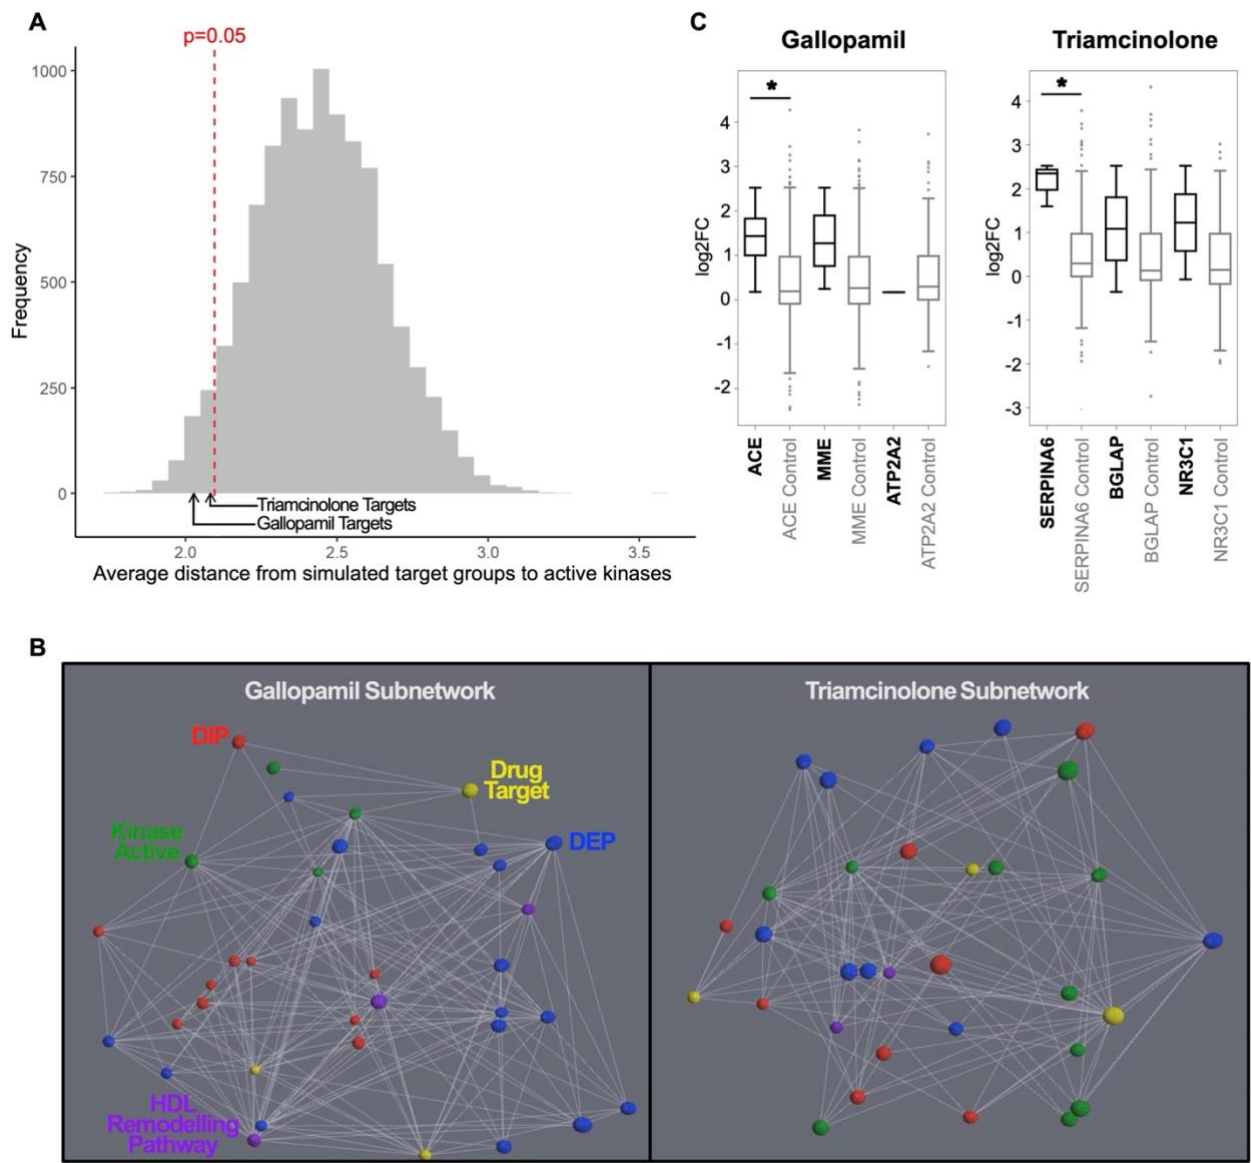 A
p=0.05
1000
750
500
250
0
Frequency
Triamcinolone Targets
Gallopamil Targets
2.0 2.5 3.0 3.5
Average distance from simulated target groups to active kinases
C
Gallopamil
*
4
3
2
1
0
-1
-2
log2FC
ACE
ACE Control
MME
MME Control
ATP2A2
ATP2A2 Control
Triamcinolone
*
4
3
2
1
0
-1
-2
-3
log2FC
SERPINA6
SERPINA6 Control
BGLAP
BGLAP Control
NR3C1
NR3C1 Control
B
Gallopamil Subnetwork
DIP
Drug
Target
Kinase
Active
DEP
HDL
Remodelling
Pathway
Triamcinolone Subnetwork